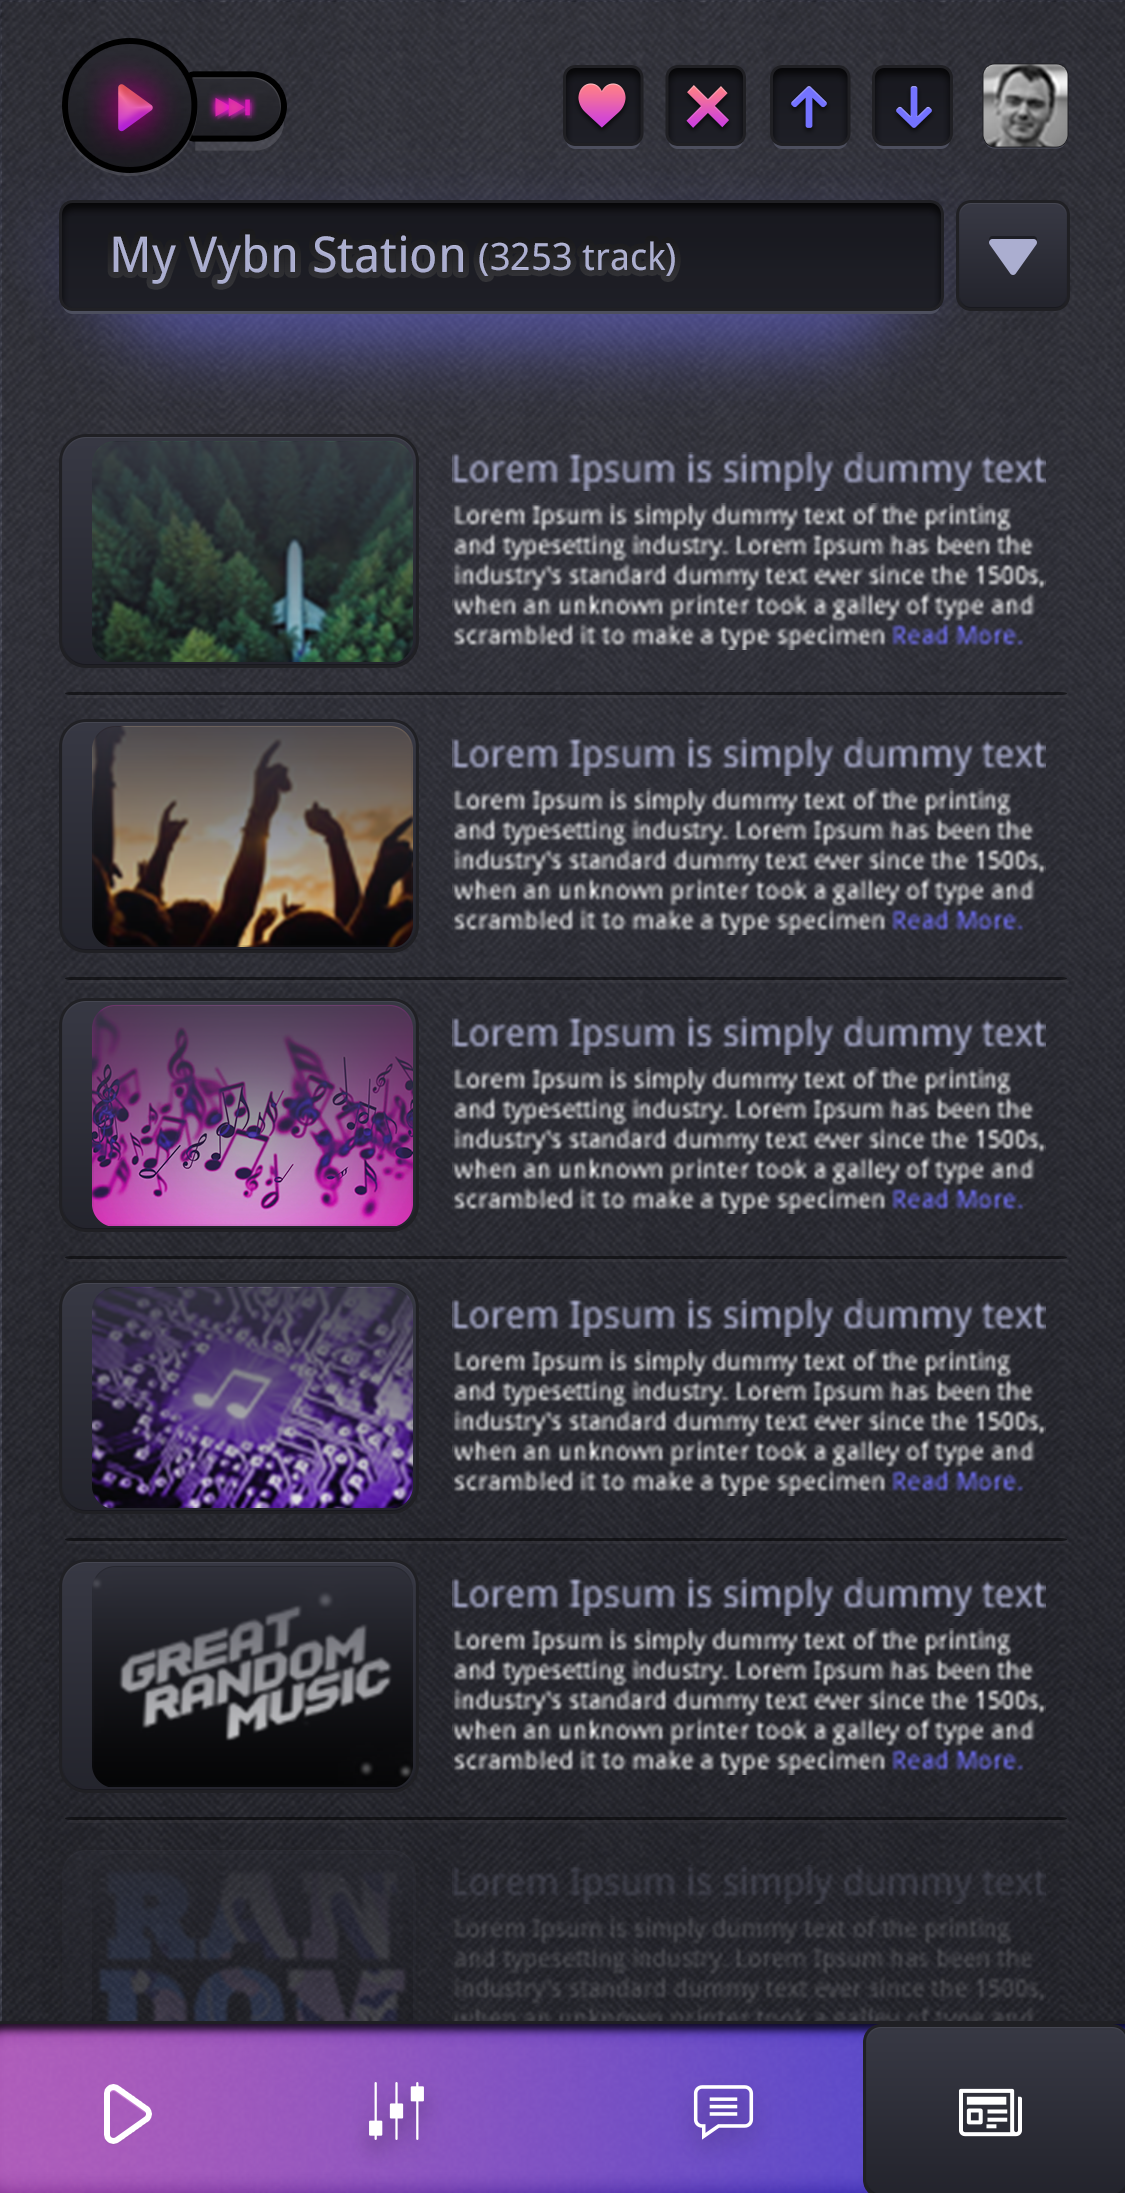 My Vybn Station (3253 track)
Lorem Ipsum is simply dummy text
Lorem Ipsum is simply dummy text of the printing
and typesetting industry. Lorem Ipsum has been the
industry's standard dummy text ever since the 1500s,
when an unknown printer took a galley of type and
scrambled it to make a type specimen Read More.
Lorem Ipsum is simply dummy text
Lorem Ipsum is simply dummy text of the printing
and typesetting industry. Lorem Ipsum has been the
industry's standard dummy text ever since the 1500s,
when an unknown printer took a galley of type and
scrambled it to make a type specimen Read More.
Lorem Ipsum is simply dummy text
Lorem Ipsum is simply dummy text of the printing
and typesetting industry. Lorem Ipsum has been the
industry's standard dummy text ever since the 1500s,
when an unknown printer took a galley of type and
scrambled it to make a type specimen Read More.
Lorem Ipsum is simply dummy text
Lorem Ipsum is simply dummy text of the printing
and typesetting industry. Lorem Ipsum has been the
industry's standard dummy text ever since the 1500s,
when an unknown printer took a galley of type and
scrambled it to make a type specimen Read More.
GREAT
RANDOM
MUSIC
Lorem Ipsum is simply dummy text
Lorem Ipsum is simply dummy text of the printing
and typesetting industry. Lorem Ipsum has been the
industry's standard dummy text ever since the 1500s,
when an unknown printer took a galley of type and
scrambled it to make a type specimen Read More.
RAN
DOM
Lorem Ipsum is simply dummy text
Lorem Ipsum is simply dummy text of the printing
and typesetting industry. Lorem Ipsum has been the
industry's standard dummy text ever since the 1500s,
when an unknown printer took a galley of type and